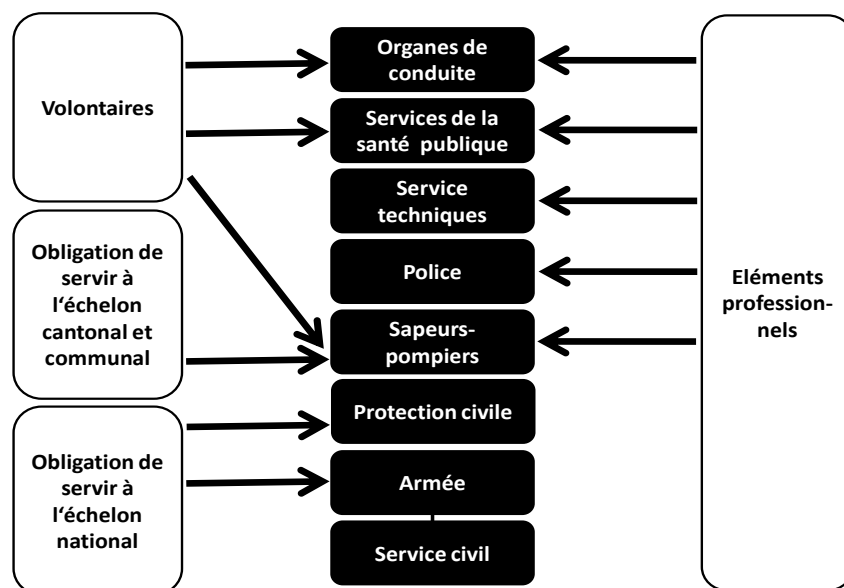 Volontaires
Obligation de
servir à
l‘échelon
cantonal et
communal
Obligation de
servir à
l‘échelon
national
Organes de
conduite
Services de la
santé publique
Service
techniques
Police
Sapeurs-
pompiers
Protection civile
Armée
Service civil
Eléments
profession-
nels